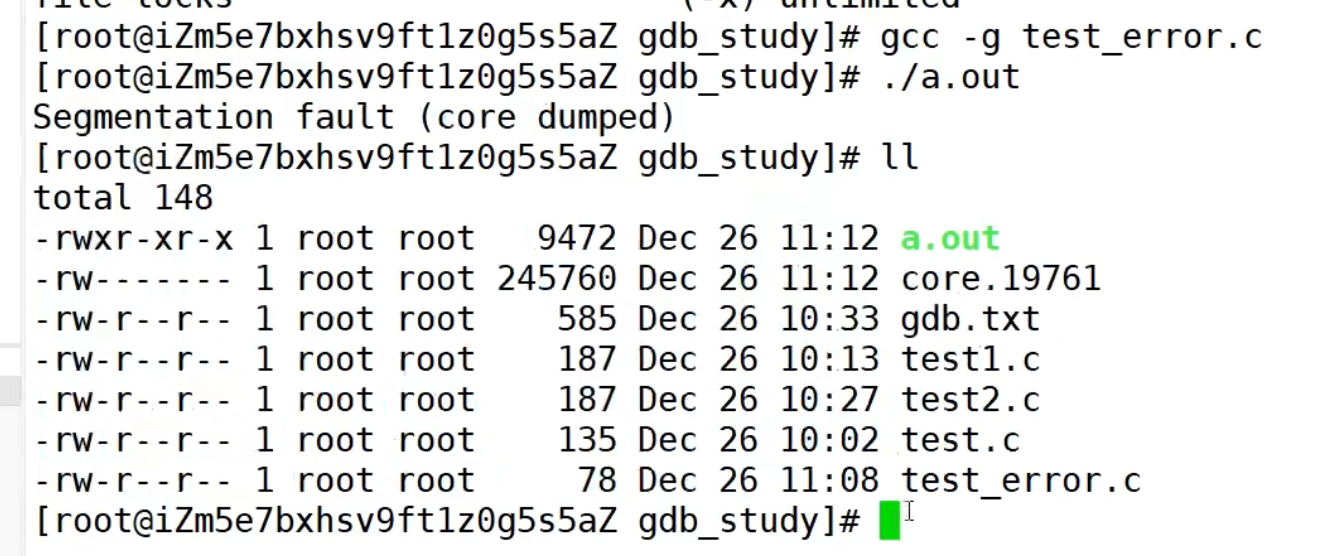 file locks                      (-x) unlimited
[root@iZm5e7bxhsv9ft1z0g5s5aZ gdb_study]# gcc -g test_error.c
[root@iZm5e7bxhsv9ft1z0g5s5aZ gdb_study]# ./a.out
Segmentation fault (core dumped)
[root@iZm5e7bxhsv9ft1z0g5s5aZ gdb_study]# ll
total 148
-rwxr-xr-x 1 root root   9472 Dec 26 11:12 a.out
-rw------- 1 root root 245760 Dec 26 11:12 core.19761
-rw-r--r-- 1 root root    585 Dec 26 10:33 gdb.txt
-rw-r--r-- 1 root root    187 Dec 26 10:13 test1.c
-rw-r--r-- 1 root root    187 Dec 26 10:27 test2.c
-rw-r--r-- 1 root root    135 Dec 26 10:02 test.c
-rw-r--r-- 1 root root     78 Dec 26 11:08 test_error.c
[root@iZm5e7bxhsv9ft1z0g5s5aZ gdb_study]#